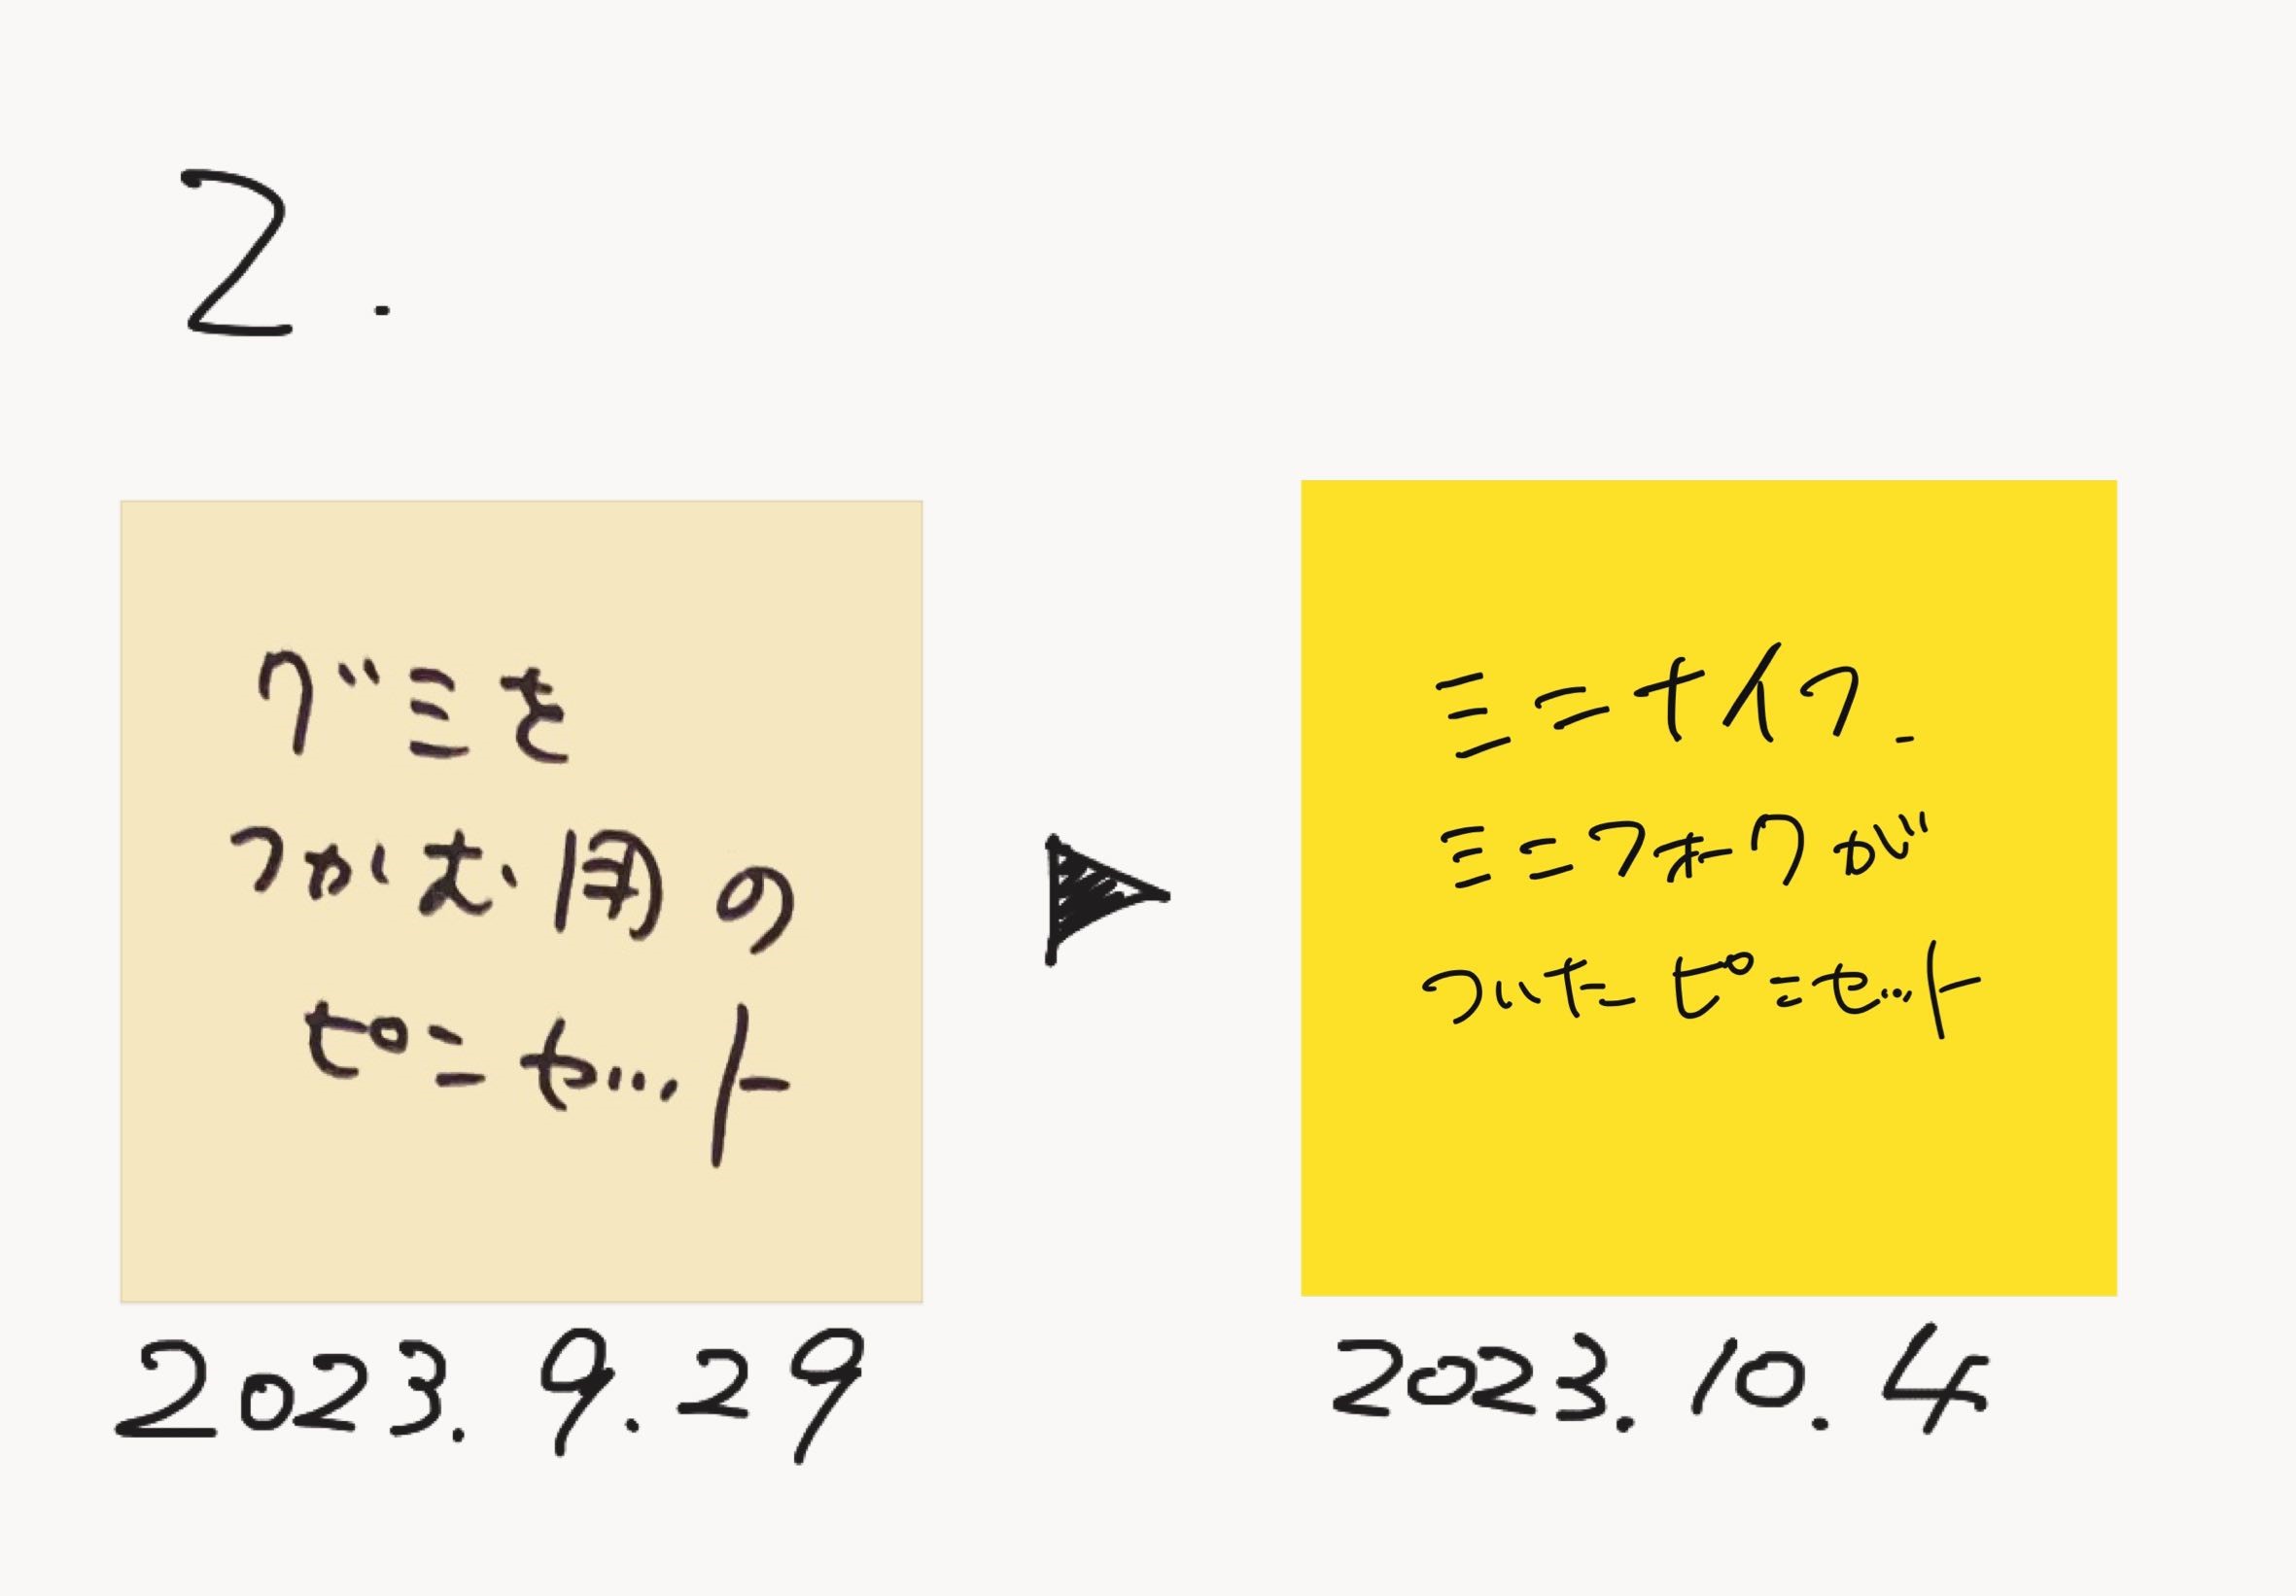 2.
グミを
つかむ用の
ピンセット
2023.9.29
ミニナイフ、
ミニフォークが
ついたピンセット
2023.10.4